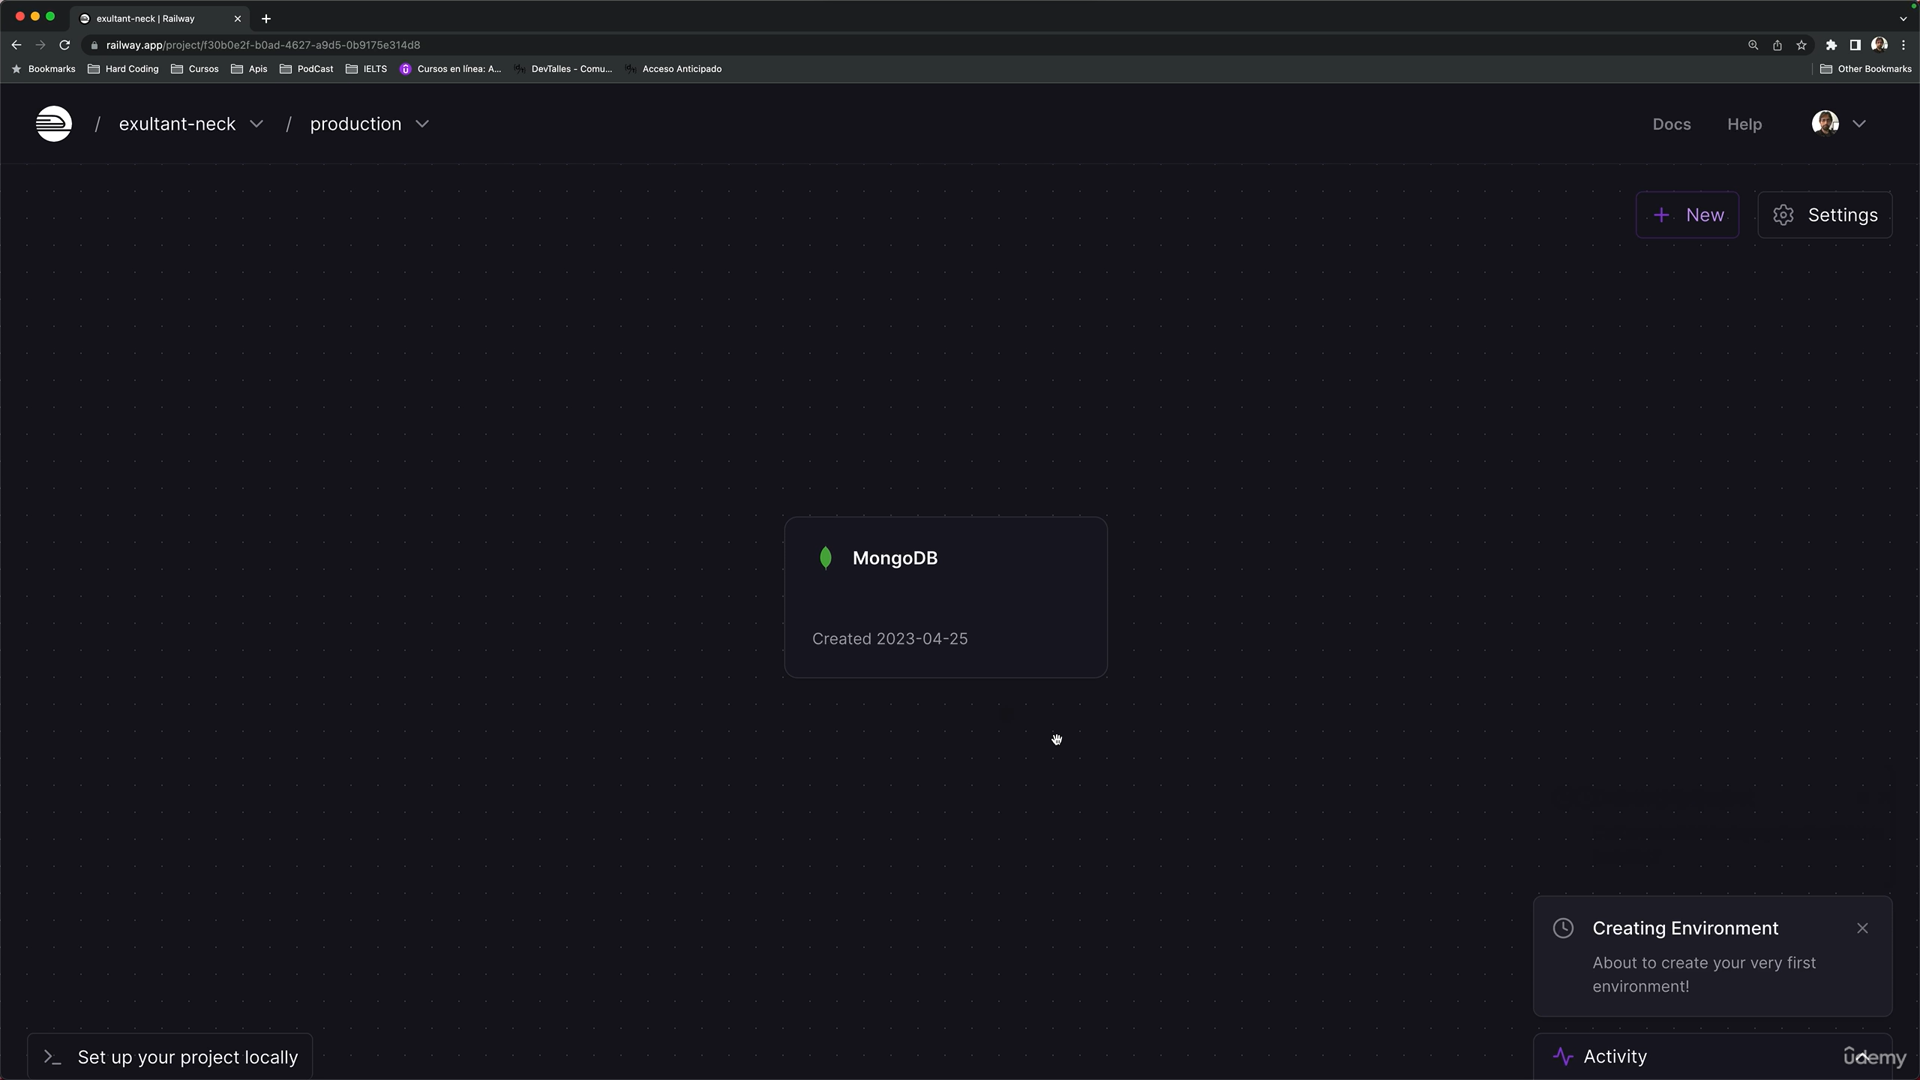 exultant-neck | Railway
railway.app/project/f30b0e2f-b0ad-4627-a9d5-0b9175e314d8
Bookmarks Hard Coding Cursos Apis PodCast IELTS Cursos en línea: A... DevTalles - Comu... Acceso Anticipado Other Bookmarks
/ exultant-neck / production Docs Help
+ New Settings
MongoDB
Created 2023-04-25
Creating Environment
About to create your very first
environment!
>_ Set up your project locally
Activity
ûdemy